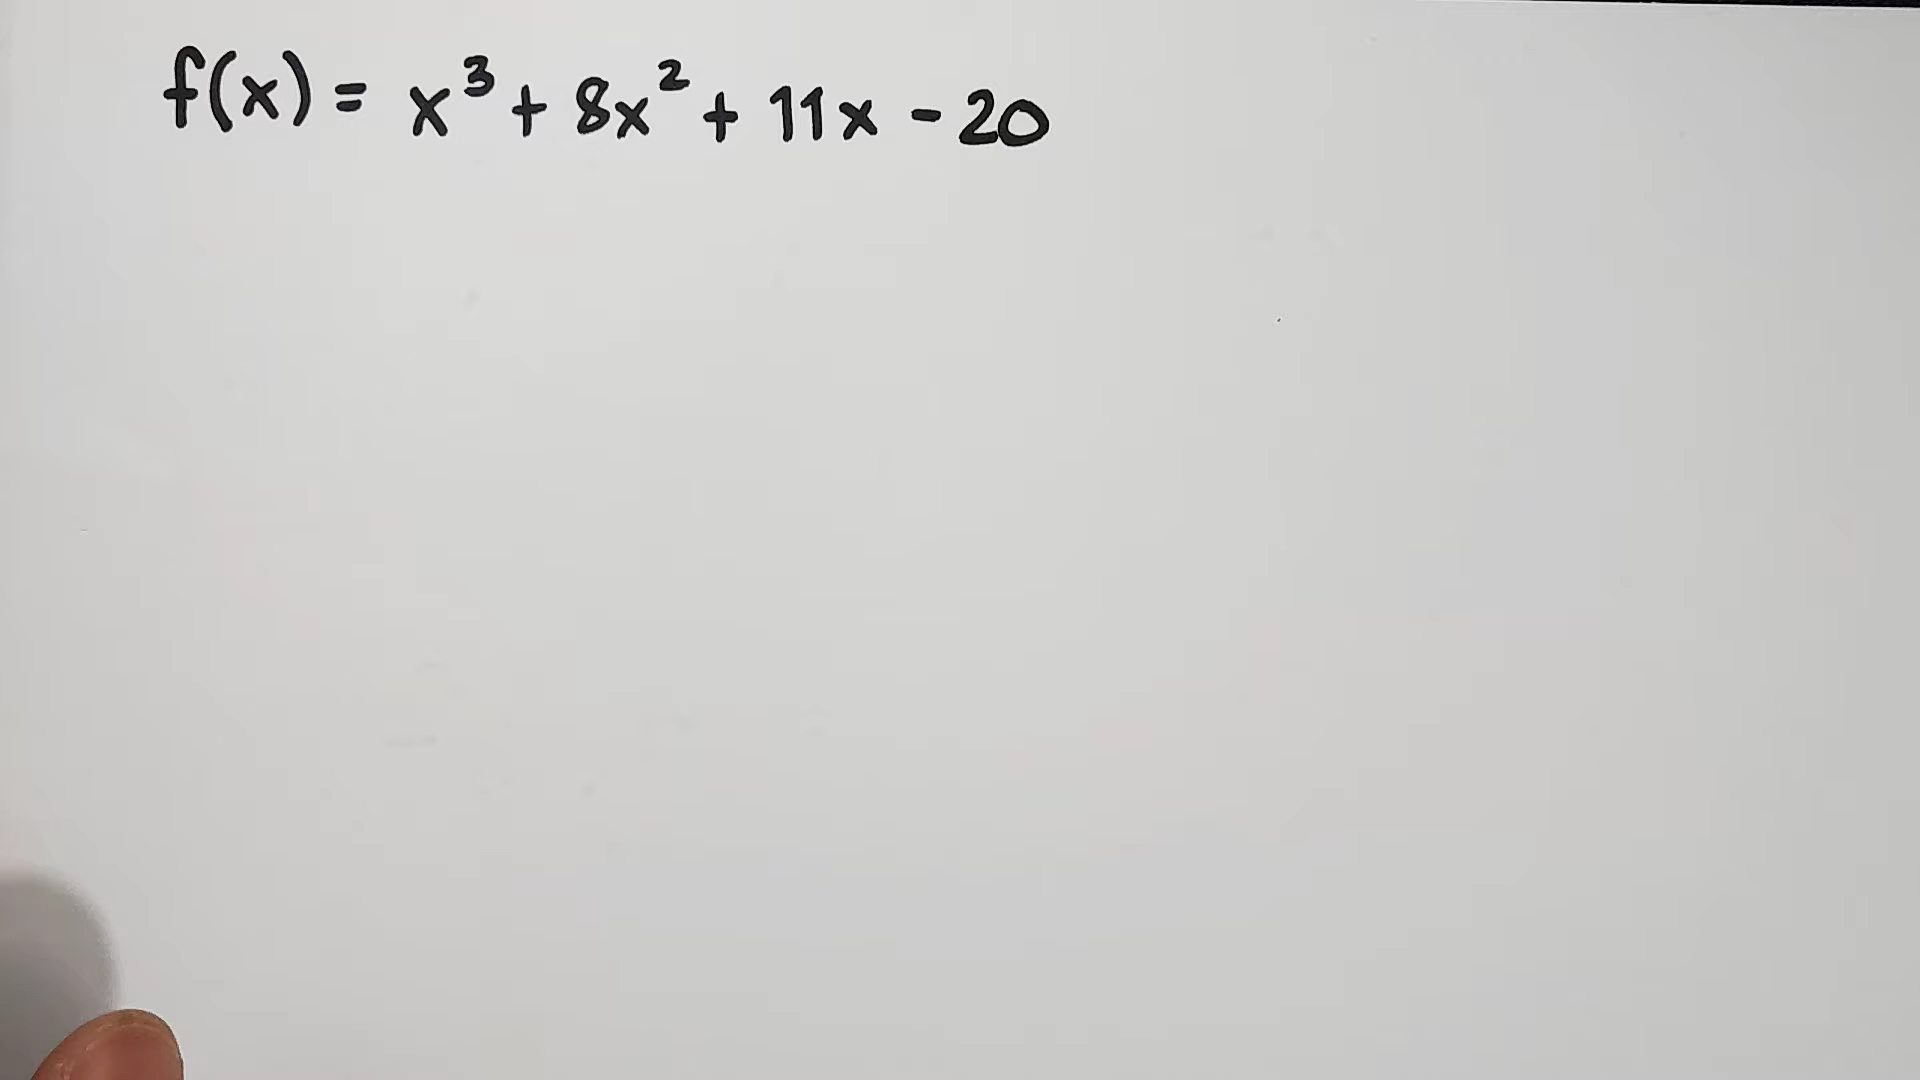 f(x) = x³ + 8x² + 11x - 20